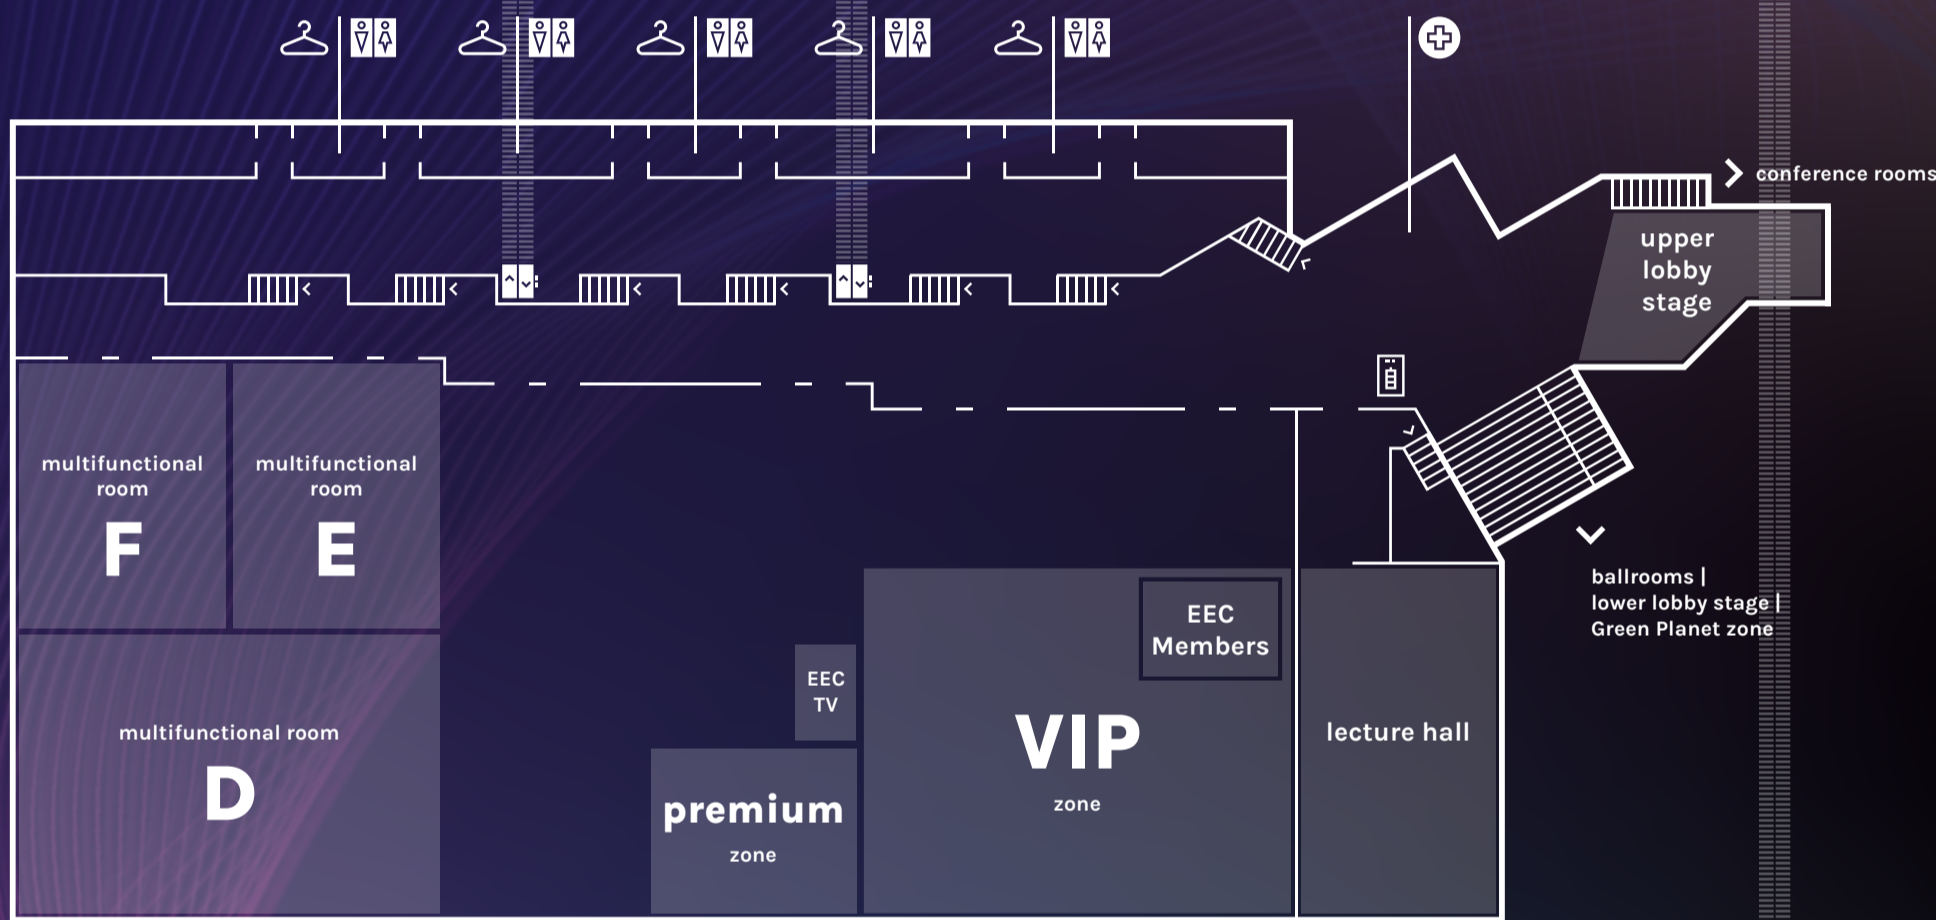 conference rooms
upper
lobby
stage
multifunctional
room
F
multifunctional
room
E
ballrooms |
lower lobby stage |
Green Planet zone
EEC
Members
EEC
TV
multifunctional room
D
VIP
zone
lecture hall
premium
zone